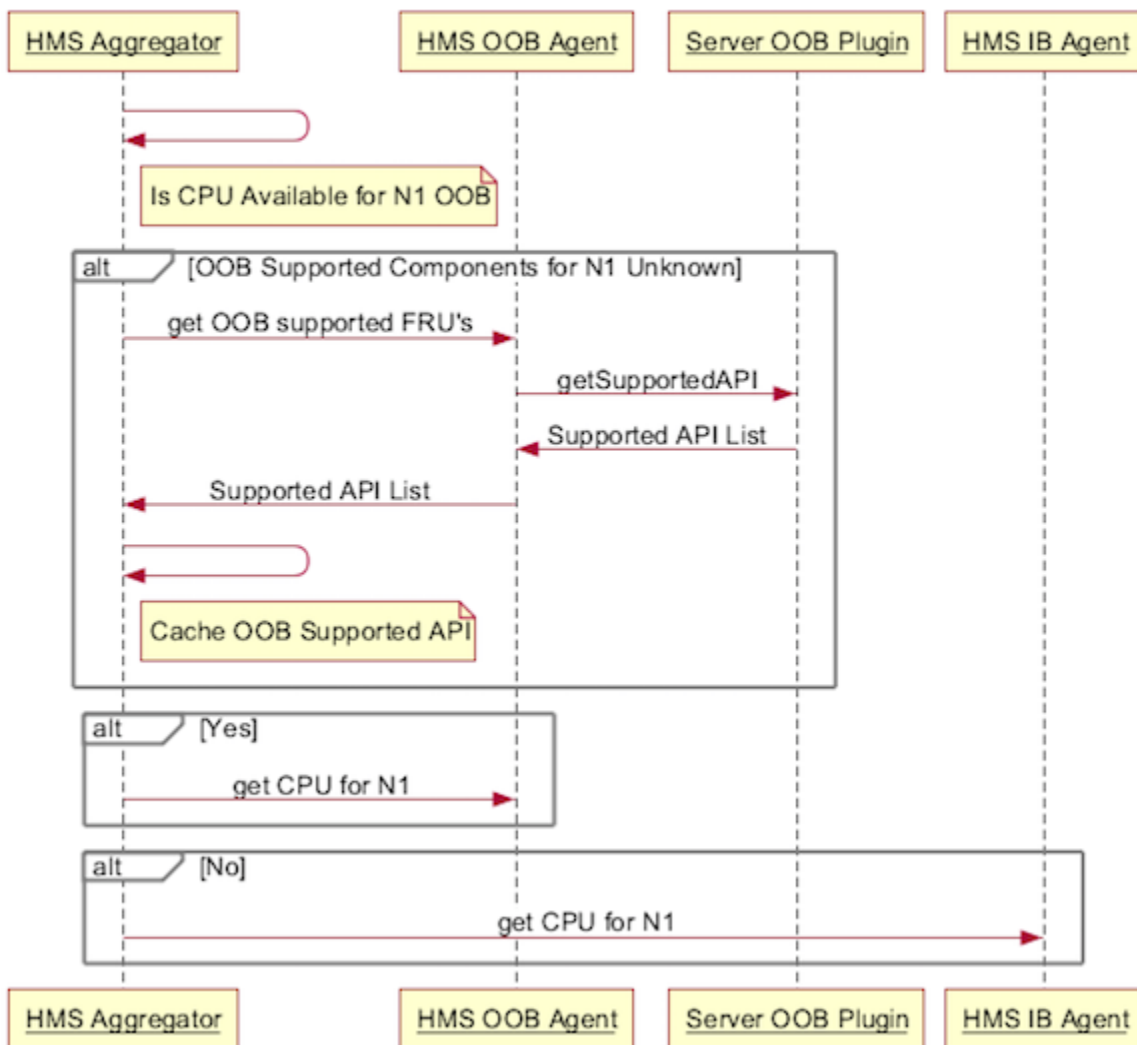 HMS Aggregator
HMS OOB Agent
Server OOB Plugin
HMS IB Agent
Is CPU Available for N1 OOB
alt
[OOB Supported Components for N1 Unknown]
get OOB supported FRU's
getSupportedAPI
Supported API List
Supported API List
Cache OOB Supported API
alt
[Yes]
get CPU for N1
alt
[No]
get CPU for N1
HMS Aggregator
HMS OOB Agent
Server OOB Plugin
HMS IB Agent